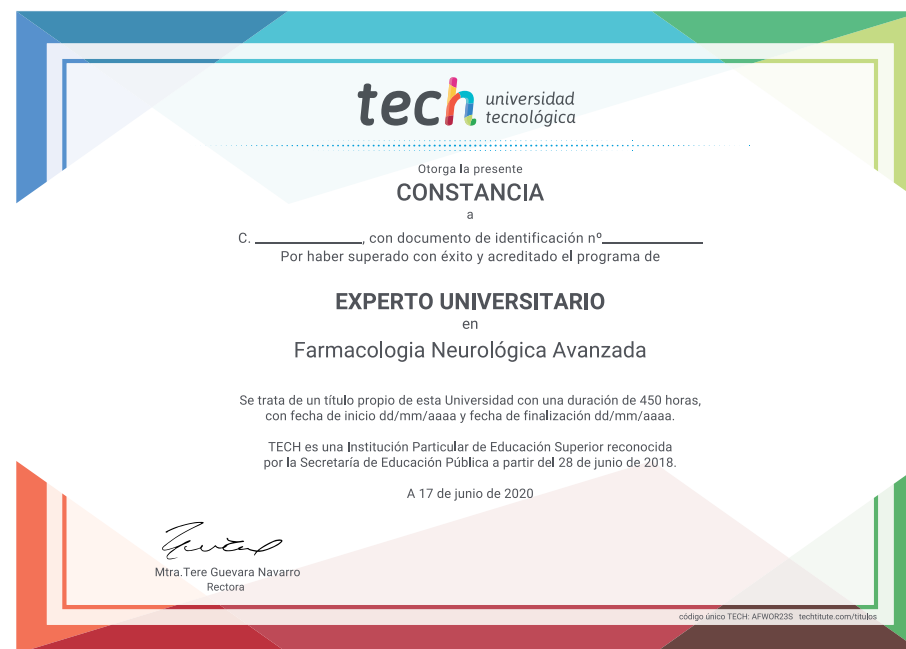 tech universidad
tecnológica
Otorga la presente
CONSTANCIA
a
C. ____________, con documento de identificación nº____________
Por haber superado con éxito y acreditado el programa de
EXPERTO UNIVERSITARIO
en
Farmacologia Neurológica Avanzada
Se trata de un título propio de esta Universidad con una duración de 450 horas,
con fecha de inicio dd/mm/aaaa y fecha de finalización dd/mm/aaaa.
TECH es una Institución Particular de Educación Superior reconocida
por la Secretaría de Educación Pública a partir del 28 de junio de 2018.
A 17 de junio de 2020
Mtra.Tere Guevara Navarro
Rectora
código único TECH: AFWOR23S techtitute.com/titulos